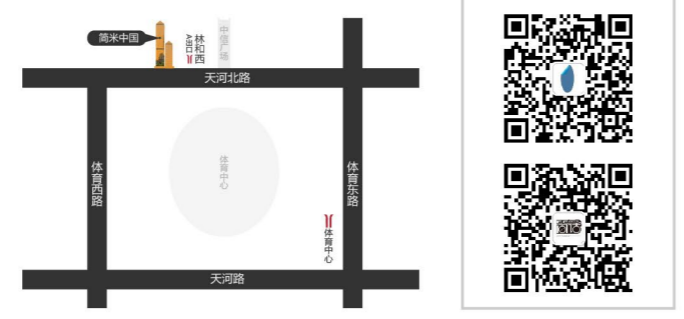 简米中国
林和西
A出口
中信广场
天河北路
体育西路
体育中心
体育东路
体育中心
天河路